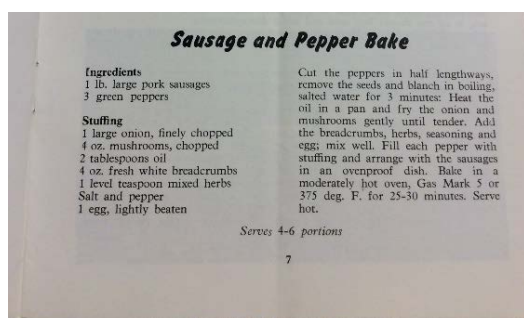 Sausage and Pepper Bake
Ingredients
1 lb. large pork sausages
3 green peppers
Stuffing
1 large onion, finely chopped
4 oz. mushrooms, chopped
2 tablespoons oil
4 oz. fresh white breadcrumbs
1 level teaspoon mixed herbs
Salt and pepper
1 egg, lightly beaten
Cut the peppers in half lengthways,
remove the seeds and blanch in boiling,
salted water for 3 minutes: Heat the
oil in a pan and fry the onion and
mushrooms gently until tender. Add
the breadcrumbs, herbs, seasoning and
egg; mix well. Fill each pepper with
stuffing and arrange with the sausages
in an ovenproof dish. Bake in a
moderately hot oven, Gas Mark 5 or
375 deg. F. for 25-30 minutes. Serve
hot.
Serves 4-6 portions
7